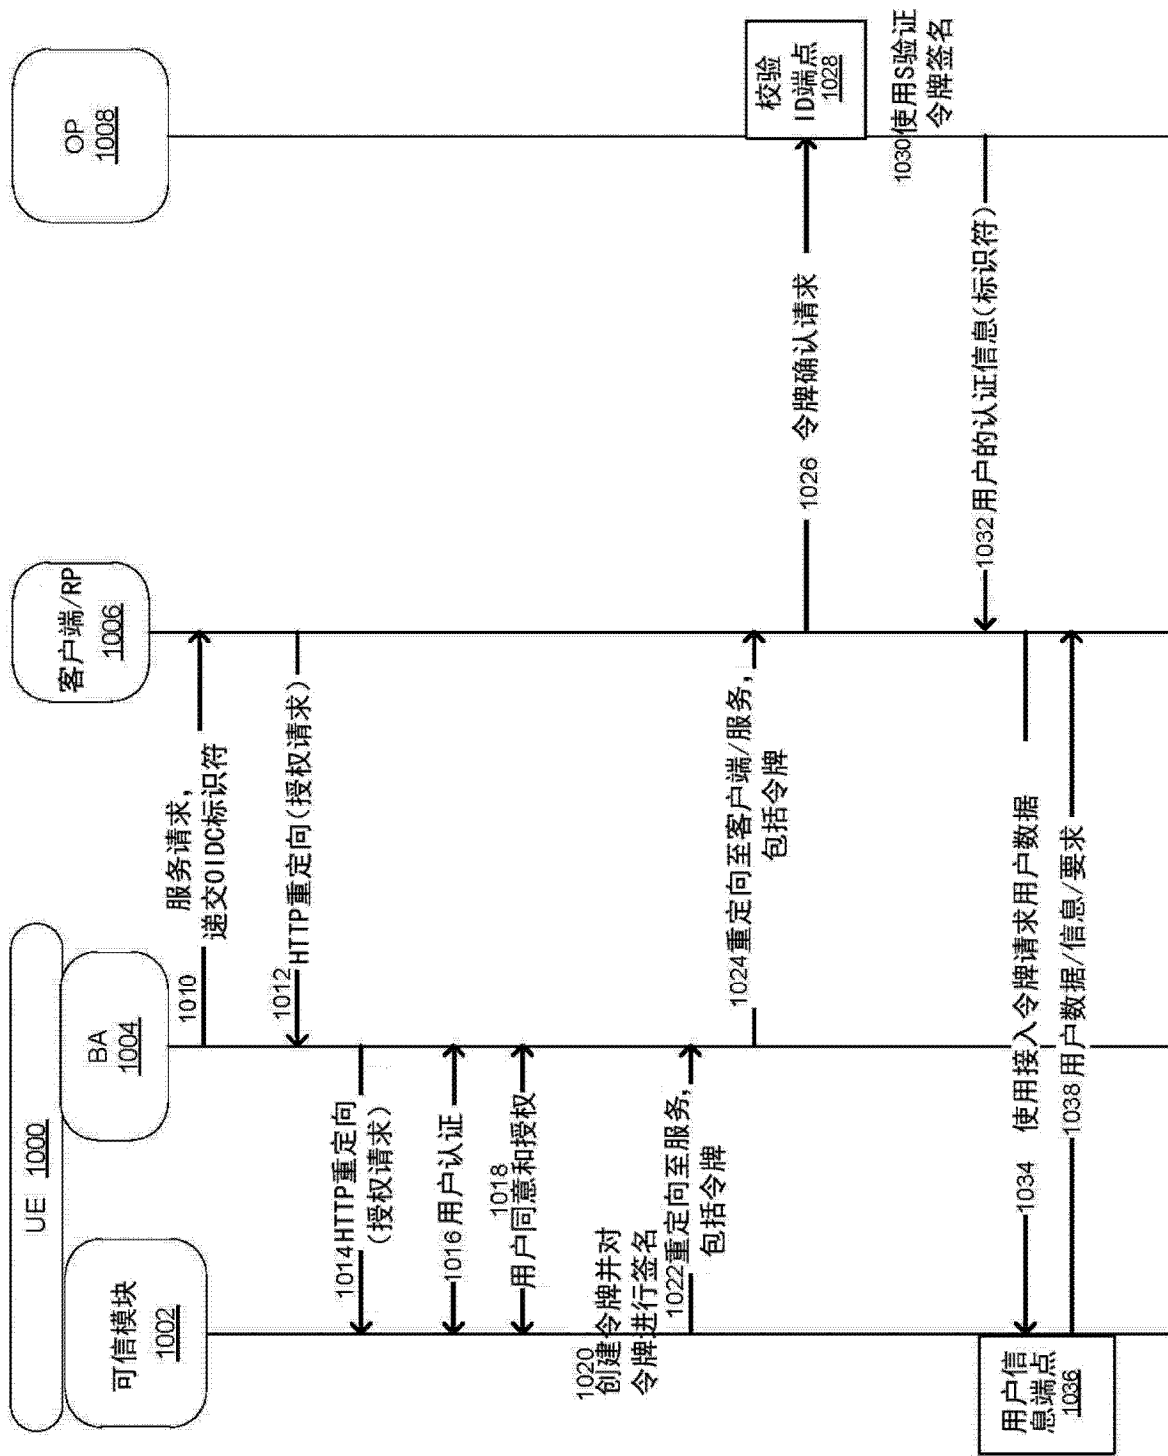 UE 1000
可信模块
1002
BA
1004
客户端/RP
1006
OP
1008
1010
服务请求,
递交OIDC标识符
1012
HTTP重定向(授权请求)
1014HTTP重定向
(授权请求)
1016用户认证
1018
用户同意和授权
1020
创建令牌并对
令牌进行签名
1022重定向至服务,
包括令牌
1024重定向至客户端/服务,
包括令牌
1026 令牌确认请求
校验
ID端点
1028
1030使用S验证
令牌签名
1032用户的认证信息(标识符)
1034 使用接入令牌请求用户数据
用户信
息端点
1036
1038用户数据/信息/要求